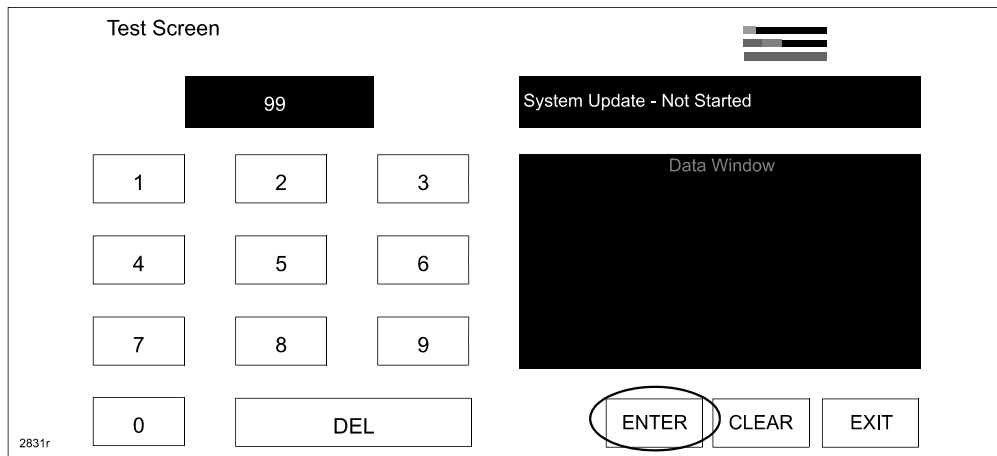 Test Screen
99
System Update - Not Started
Data Window
1 2 3
4 5 6
7 8 9
0 DEL
ENTER CLEAR EXIT
2831r